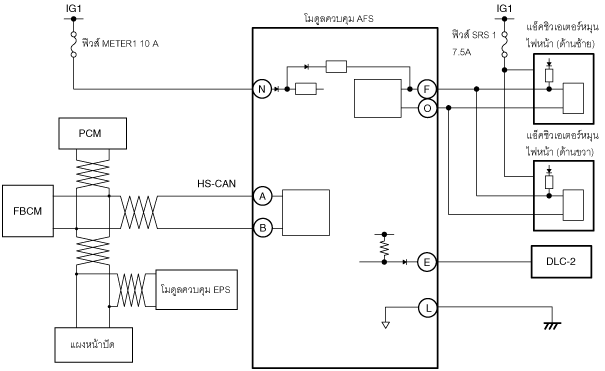 IG1
โมดูลควบคุม AFS
IG1
ฟิวส์ METER1 10 A
ฟิวส์ SRS 1
7.5A
แอ็คชิวเอเตอร์หมุน
ไฟหน้า (ด้านซ้าย)
N
F
O
PCM
แอ็คชิวเอเตอร์หมุน
ไฟหน้า (ด้านขวา)
HS-CAN
FBCM
A
B
E
DLC-2
โมดูลควบคุม EPS
L
แผงหน้าปัด